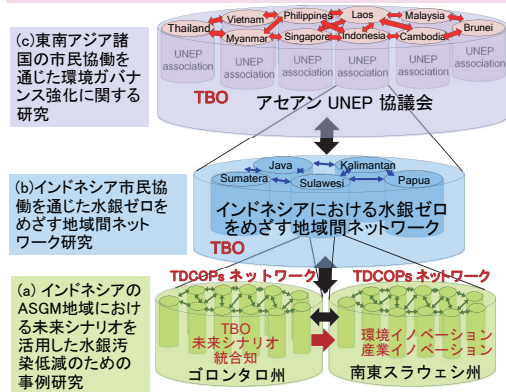 (c)東南アジア諸
国の市民協働を
通じた環境ガバナ
ンス強化に関する
研究
Thailand
Vietnam
Philippines
Laos
Malaysia
Brunei
Myanmar
Singapore
Indonesia
Cambodia
UNEP
association
UNEP
association
UNEP
association
UNEP
association
UNEP
association
UNEP
association
TBO
アセアン UNEP 協議会
(b)インドネシア市民協
働を通じた水銀ゼロを
めざす地域間ネット
ワーク研究
Java
Kalimantan
Sumatera
Sulawesi
Papua
インドネシアにおける水銀ゼロ
をめざす地域間ネットワーク
TBO
(a) インドネシアの
ASGM地域におけ
る未来シナリオを
活用した水銀汚
染低減のための
事例研究
TDCOPs ネットワーク
TDCOPs ネットワーク
TBO
未来シナリオ
統合知
ゴロンタロ州
環境イノベーション
産業イノベーション
南東スラウェシ州